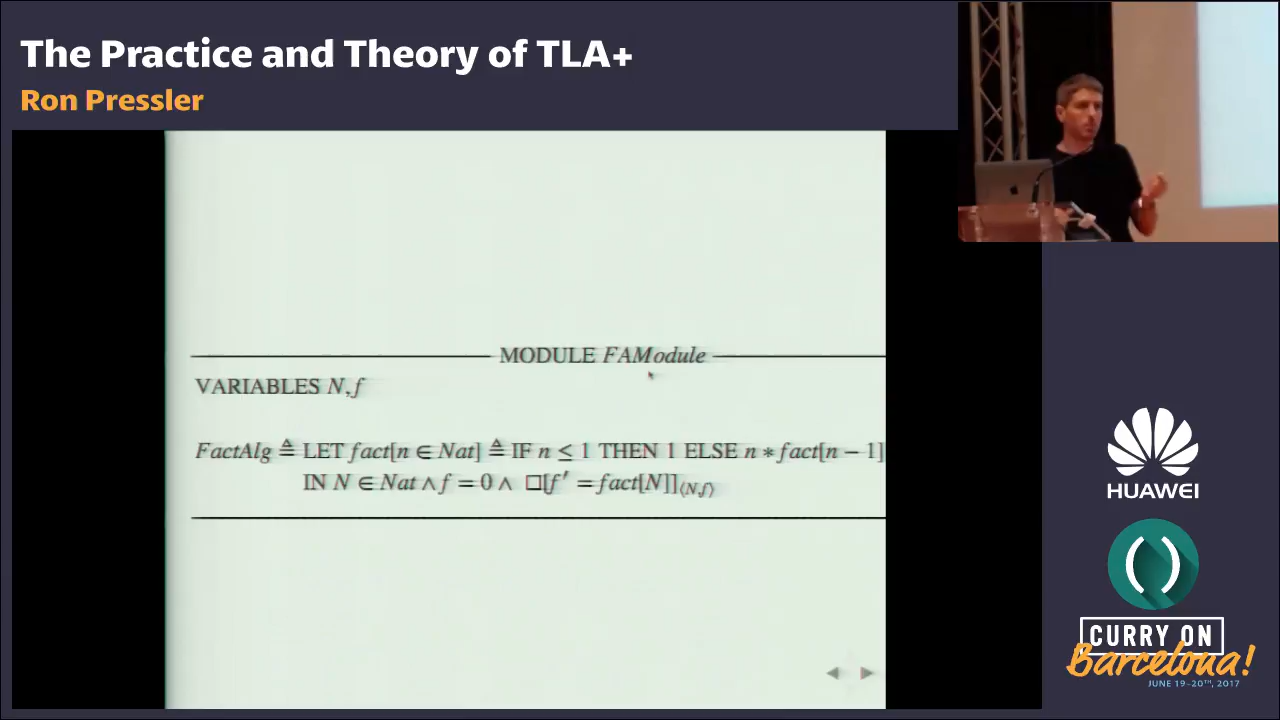 The Practice and Theory of TLA+
Ron Pressler
MODULE FAModule
VARIABLES N, f
FactAlg ≜ LET fact[n ∈ Nat] ≜ IF n ≤ 1 THEN 1 ELSE n * fact[n − 1]
IN N ∈ Nat ∧ f = 0 ∧ □[f′ = fact[N]]⟨N,f⟩
HUAWEI
CURRY ON
Barcelona!
JUNE 19-20TH, 2017